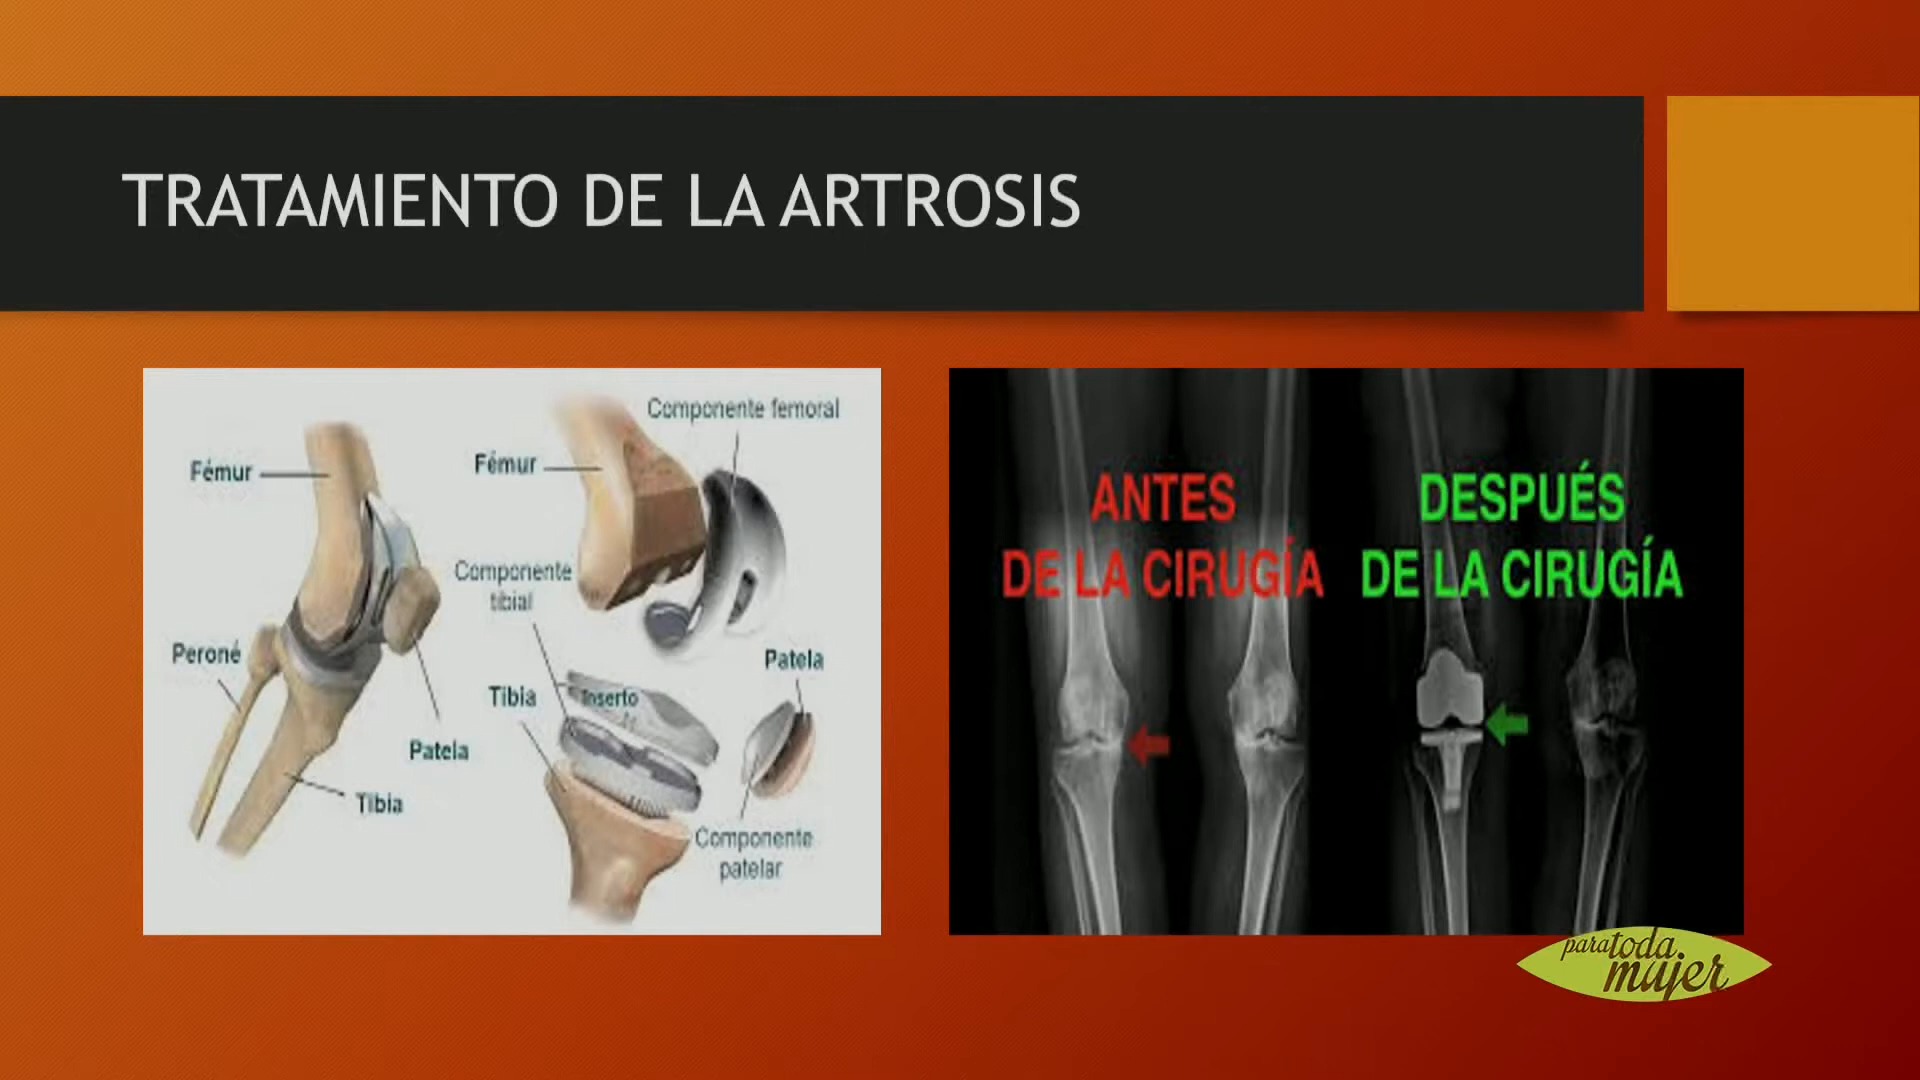 TRATAMIENTO DE LA ARTROSIS
Fémur
Peroné
Patela
Tibia
Componente femoral
Fémur
Componente
tibial
Tibia
Inserto
Patela
Componente
patelar
ANTES
DE LA CIRUGÍA
DESPUÉS
DE LA CIRUGÍA
para toda
mujer